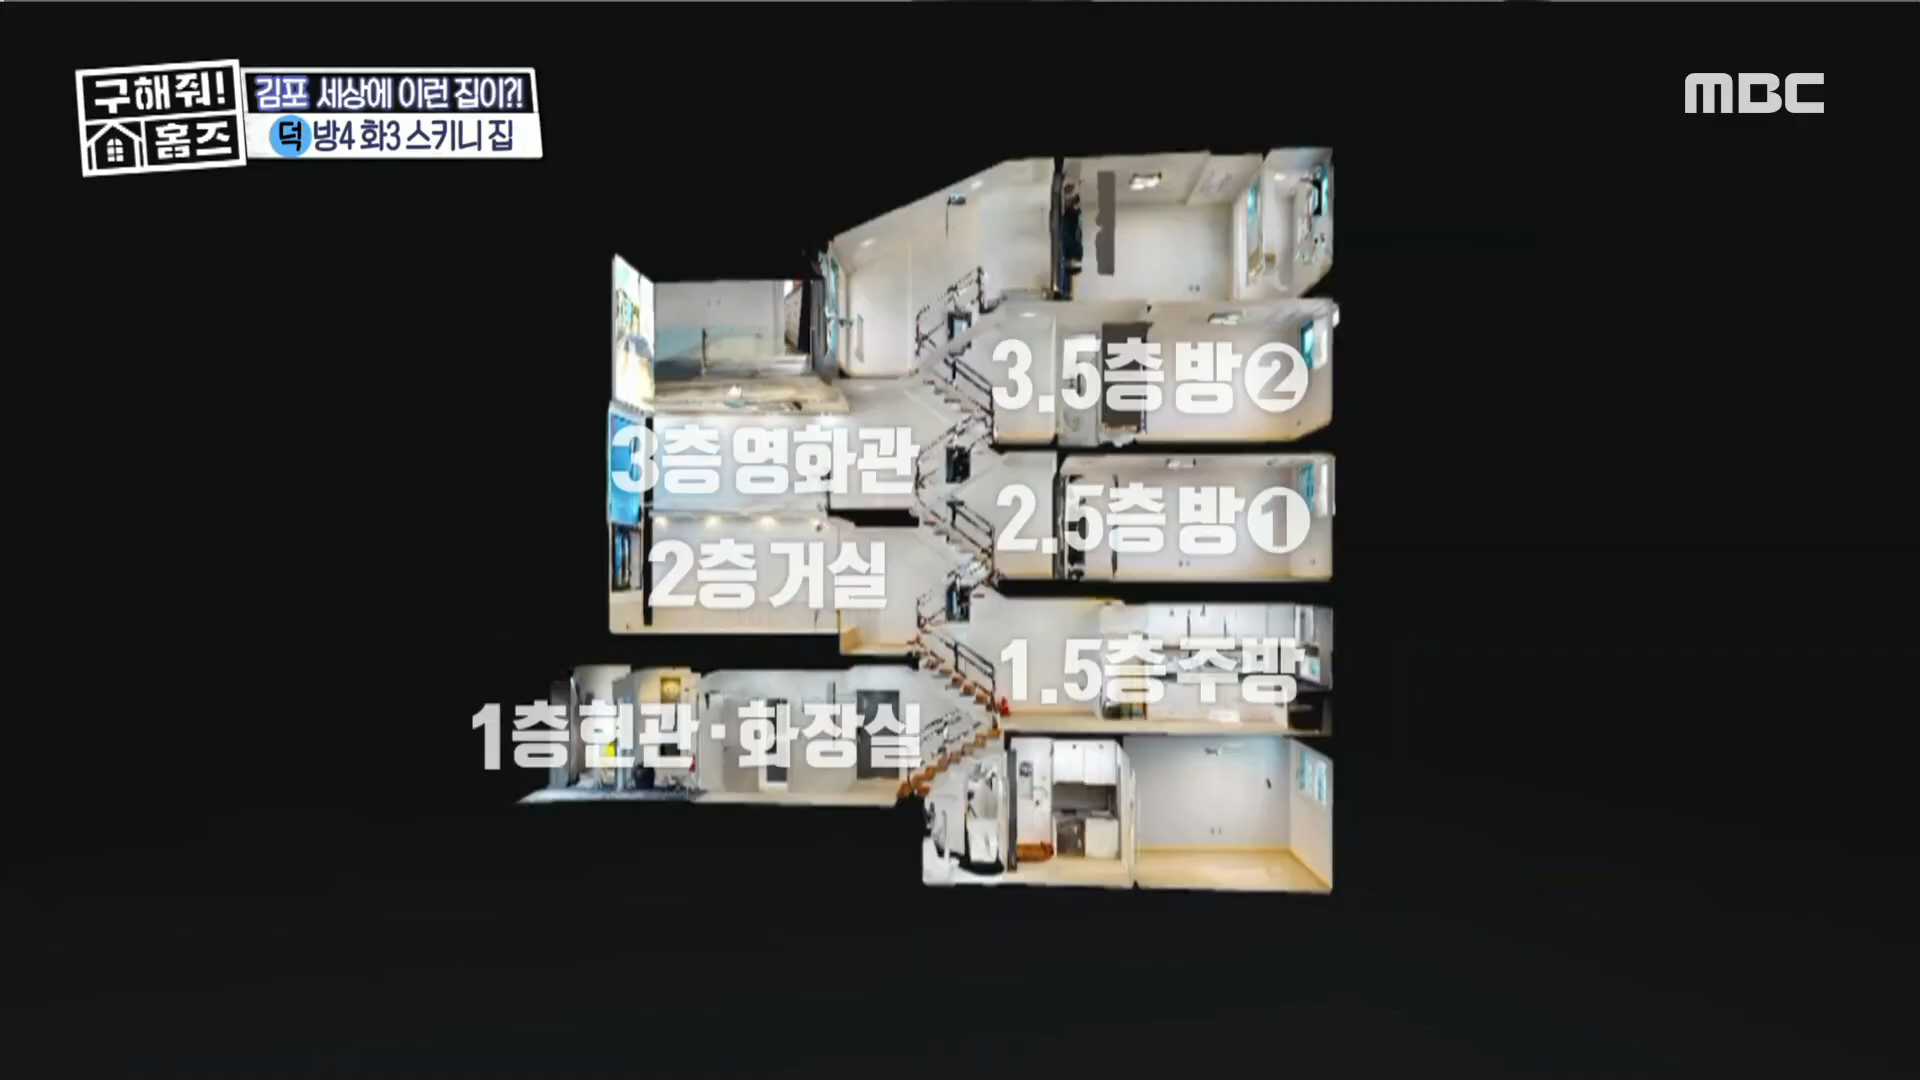 구해줘!
홈즈
김포 세상에 이런 집이?!
덕 방4 화3 스키니 집
MBC
3.5층 방②
3층 영화관
2.5층 방①
2층 거실
1.5층 주방
1층 현관·화장실